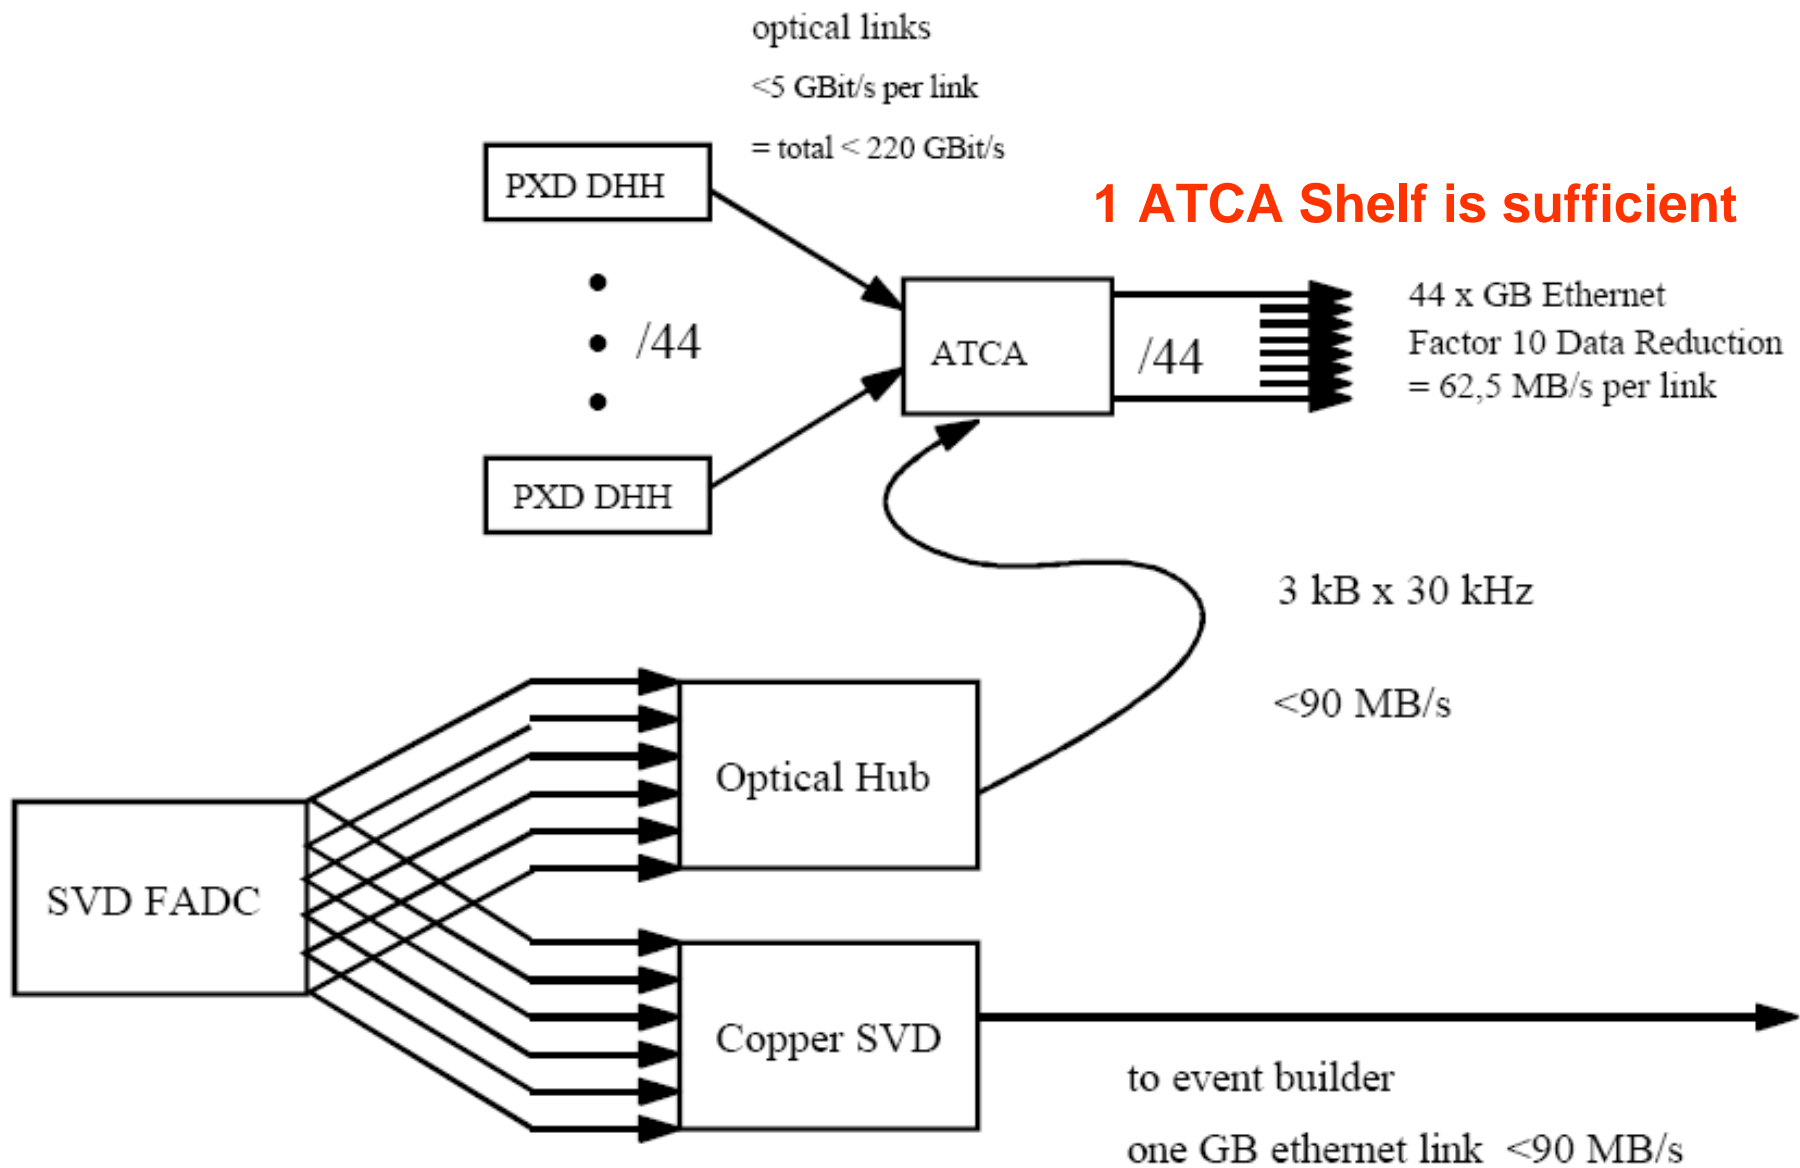 optical links
<5 GBit/s per link
= total < 220 GBit/s
PXD DHH
1 ATCA Shelf is sufficient
/44
ATCA
/44
44 x GB Ethernet
Factor 10 Data Reduction
= 62,5 MB/s per link
PXD DHH
3 kB x 30 kHz
<90 MB/s
Optical Hub
SVD FADC
Copper SVD
to event builder
one GB ethernet link <90 MB/s